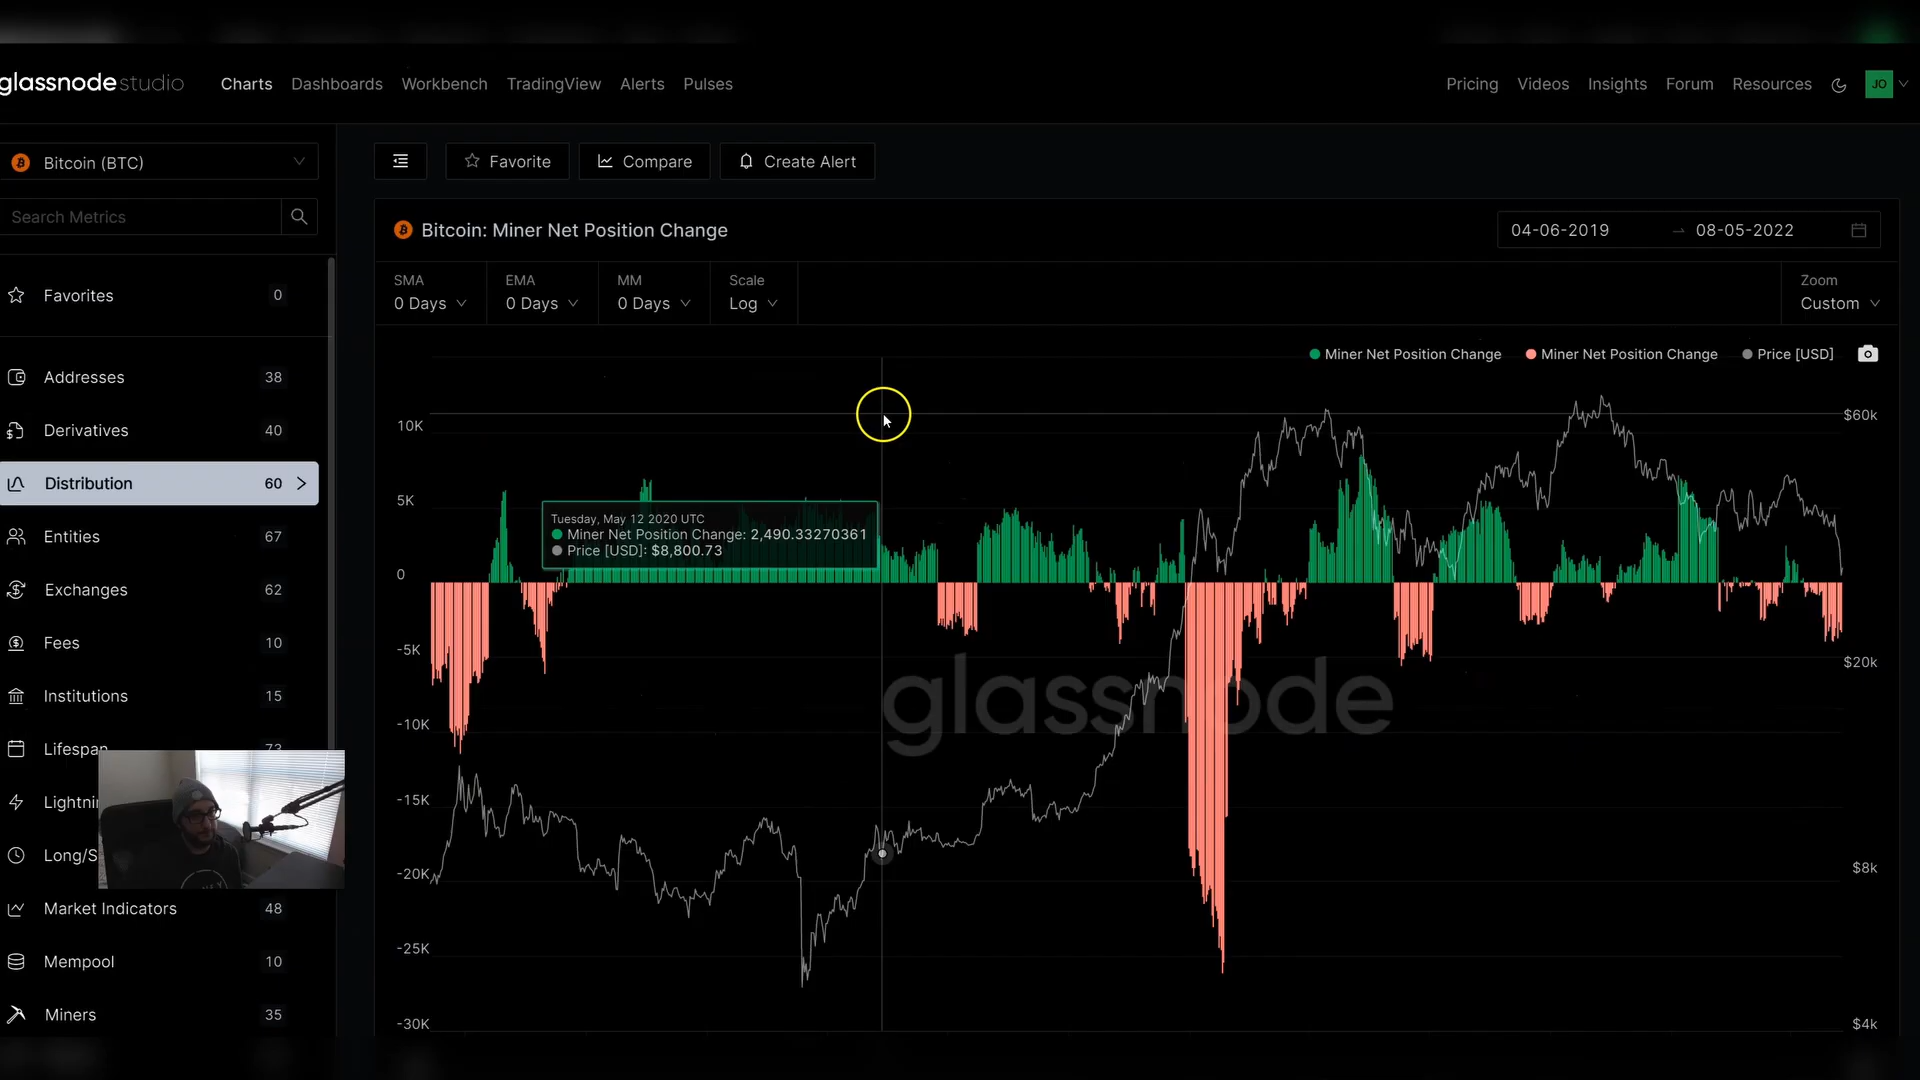 glassnodestudio
Charts Dashboards Workbench TradingView Alerts Pulses
Pricing Videos Insights Forum Resources JO
Bitcoin (BTC)
Search Metrics
Favorites 0
Addresses 38
Derivatives 40
Distribution 60
Entities 67
Exchanges 62
Fees 10
Institutions 15
Lifespan 73
Lightni
Long/S
Market Indicators 48
Mempool 10
Miners 35
Favorite Compare Create Alert
Bitcoin: Miner Net Position Change
04-06-2019 → 08-05-2022
SMA EMA MM Scale Zoom
0 Days 0 Days 0 Days Log Custom
Miner Net Position Change Miner Net Position Change Price [USD]
10K
5K
0
-5K
-10K
-15K
-20K
-25K
-30K
Tuesday, May 12 2020 UTC
Miner Net Position Change: 2,490.33270361
Price [USD]: $8,800.73
glassnode
$60k
$20k
$8k
$4k